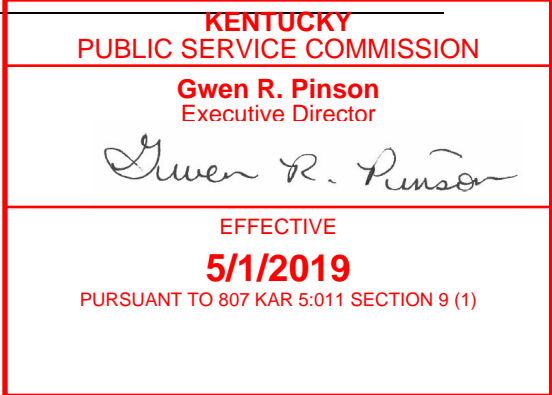 KENTUCKY
PUBLIC SERVICE COMMISSION
Gwen R. Pinson
Executive Director
Gwen R. Pinson
EFFECTIVE
5/1/2019
PURSUANT TO 807 KAR 5:011 SECTION 9 (1)